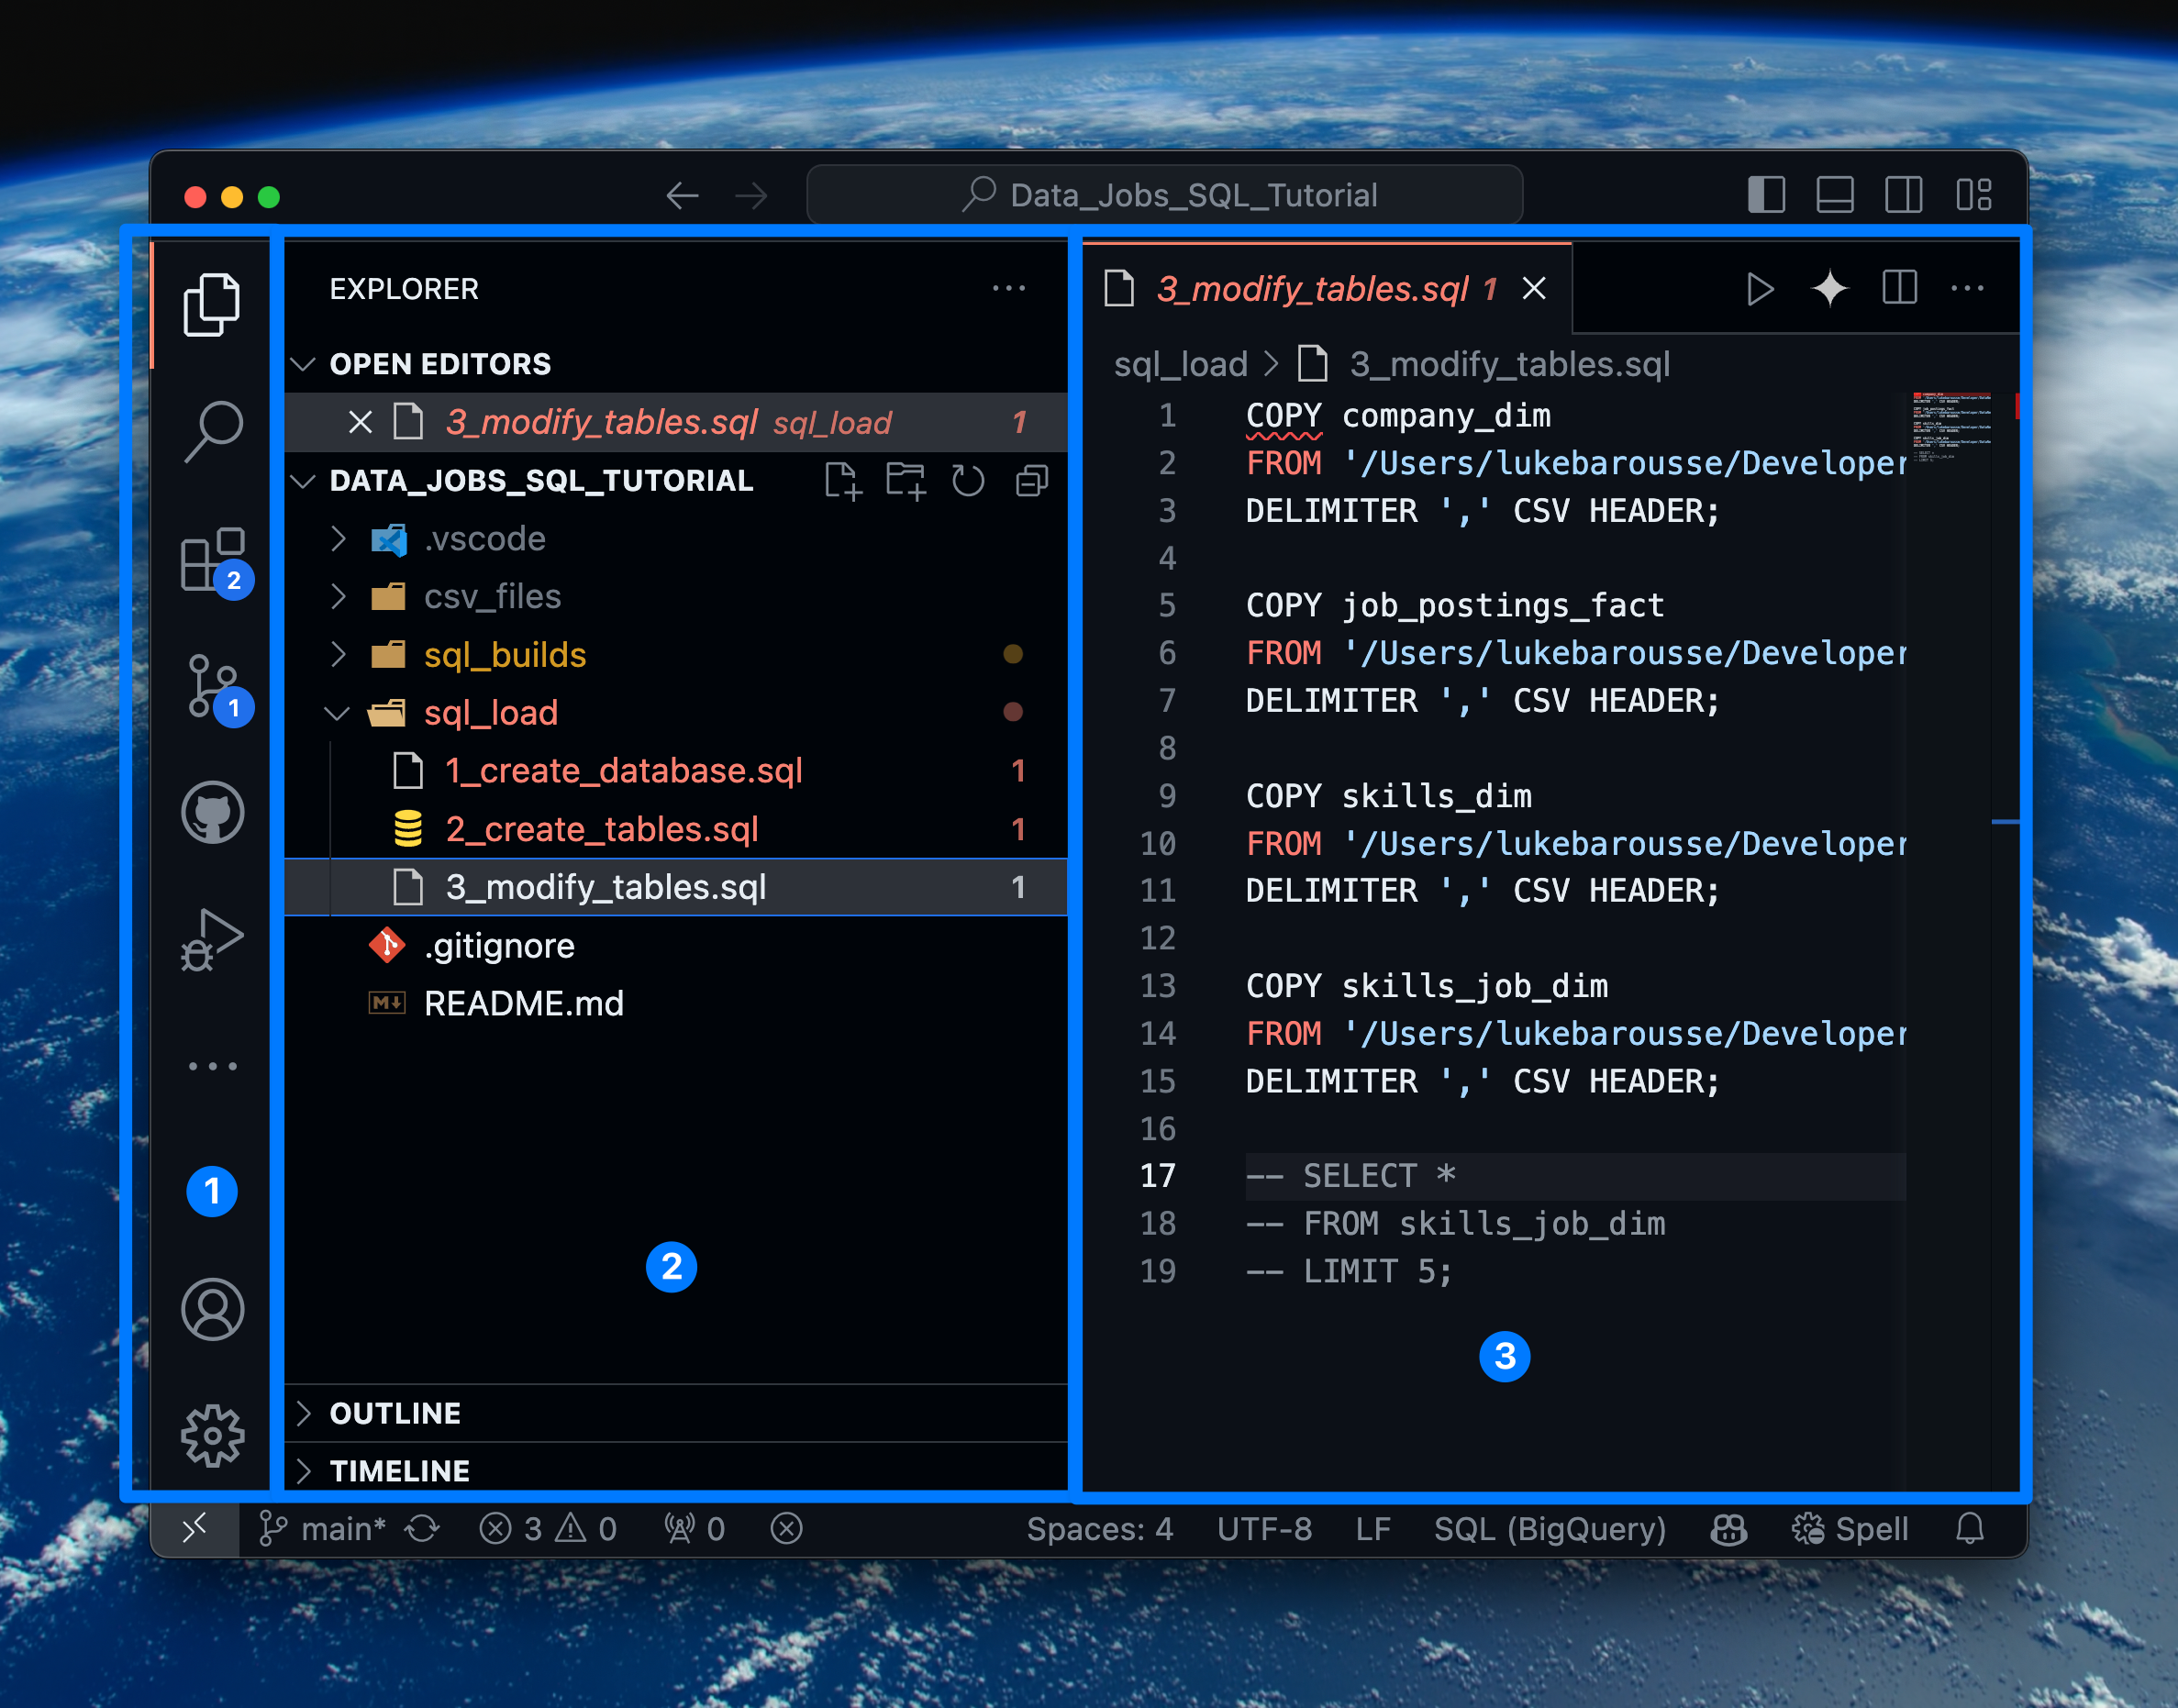 Data_Jobs_SQL_Tutorial
EXPLORER
OPEN EDITORS
3_modify_tables.sql sql_load 1
DATA_JOBS_SQL_TUTORIAL
.vscode
csv_files
sql_builds
sql_load
1_create_database.sql 1
2_create_tables.sql 1
3_modify_tables.sql 1
.gitignore
README.md
OUTLINE
TIMELINE
2
1
1
2
3_modify_tables.sql 1
sql_load > 3_modify_tables.sql
1 COPY company_dim
2 FROM '/Users/lukebarousse/Developer
3 DELIMITER ',' CSV HEADER;
4
5 COPY job_postings_fact
6 FROM '/Users/lukebarousse/Developer
7 DELIMITER ',' CSV HEADER;
8
9 COPY skills_dim
10 FROM '/Users/lukebarousse/Developer
11 DELIMITER ',' CSV HEADER;
12
13 COPY skills_job_dim
14 FROM '/Users/lukebarousse/Developer
15 DELIMITER ',' CSV HEADER;
16
17 -- SELECT *
18 -- FROM skills_job_dim
19 -- LIMIT 5;
3
main* 3 0 0 Spaces: 4 UTF-8 LF SQL (BigQuery) Spell